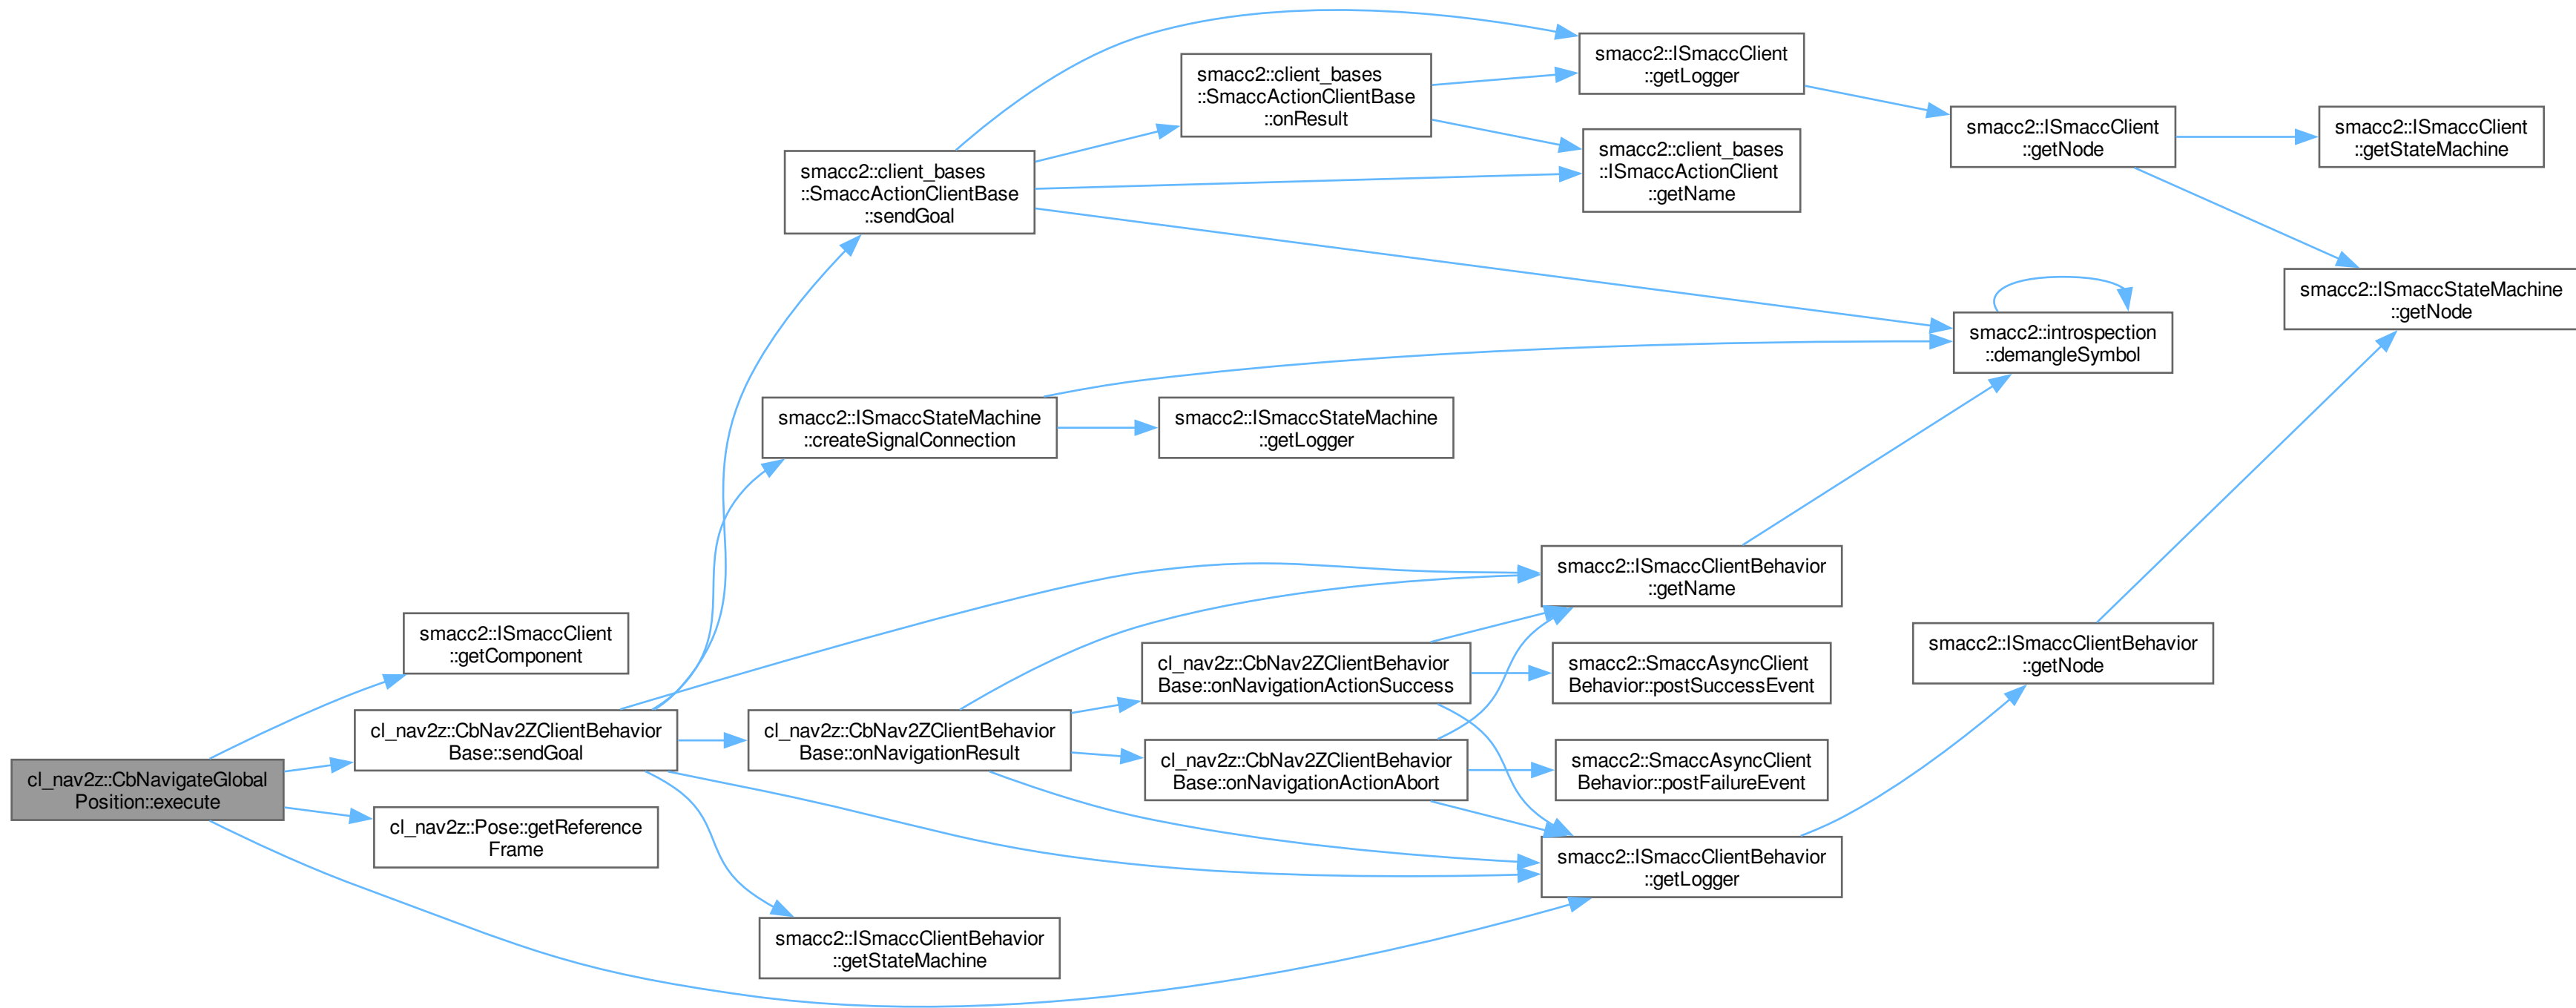 cl_nav2z::CbNavigateGlobal
Position::execute
smacc2::ISmaccClient
::getComponent
cl_nav2z::CbNav2ZClientBehavior
Base::sendGoal
cl_nav2z::Pose::getReference
Frame
smacc2::client_bases
::SmaccActionClientBase
::sendGoal
smacc2::ISmaccStateMachine
::createSignalConnection
cl_nav2z::CbNav2ZClientBehavior
Base::onNavigationResult
smacc2::ISmaccClientBehavior
::getStateMachine
smacc2::client_bases
::SmaccActionClientBase
::onResult
smacc2::ISmaccStateMachine
::getLogger
cl_nav2z::CbNav2ZClientBehavior
Base::onNavigationActionSuccess
cl_nav2z::CbNav2ZClientBehavior
Base::onNavigationActionAbort
smacc2::ISmaccClient
::getLogger
smacc2::client_bases
::ISmaccActionClient
::getName
smacc2::ISmaccClientBehavior
::getName
smacc2::SmaccAsyncClient
Behavior::postSuccessEvent
smacc2::SmaccAsyncClient
Behavior::postFailureEvent
smacc2::ISmaccClientBehavior
::getLogger
smacc2::ISmaccClient
::getNode
smacc2::introspection
::demangleSymbol
smacc2::ISmaccClientBehavior
::getNode
smacc2::ISmaccClient
::getStateMachine
smacc2::ISmaccStateMachine
::getNode